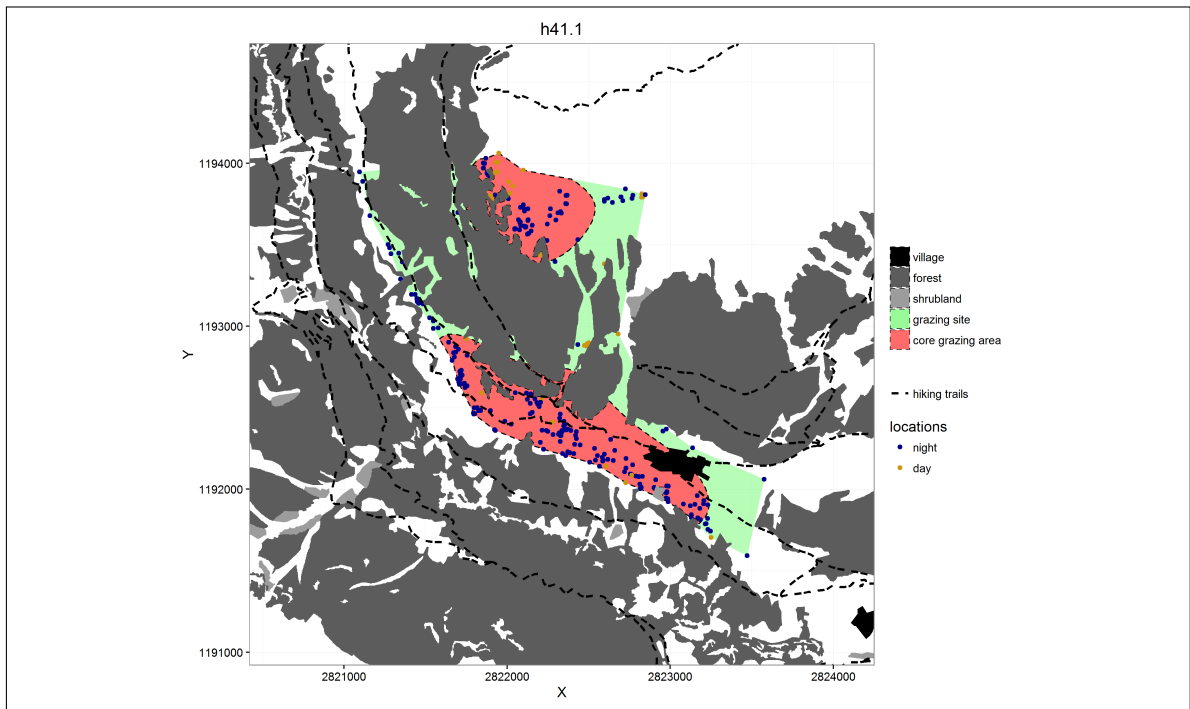 h41.1
1194000
1193000
1192000
1191000
Y
2821000
2822000
2823000
2824000
X
village
forest
shrubland
grazing site
core grazing area
hiking trails
locations
night
day